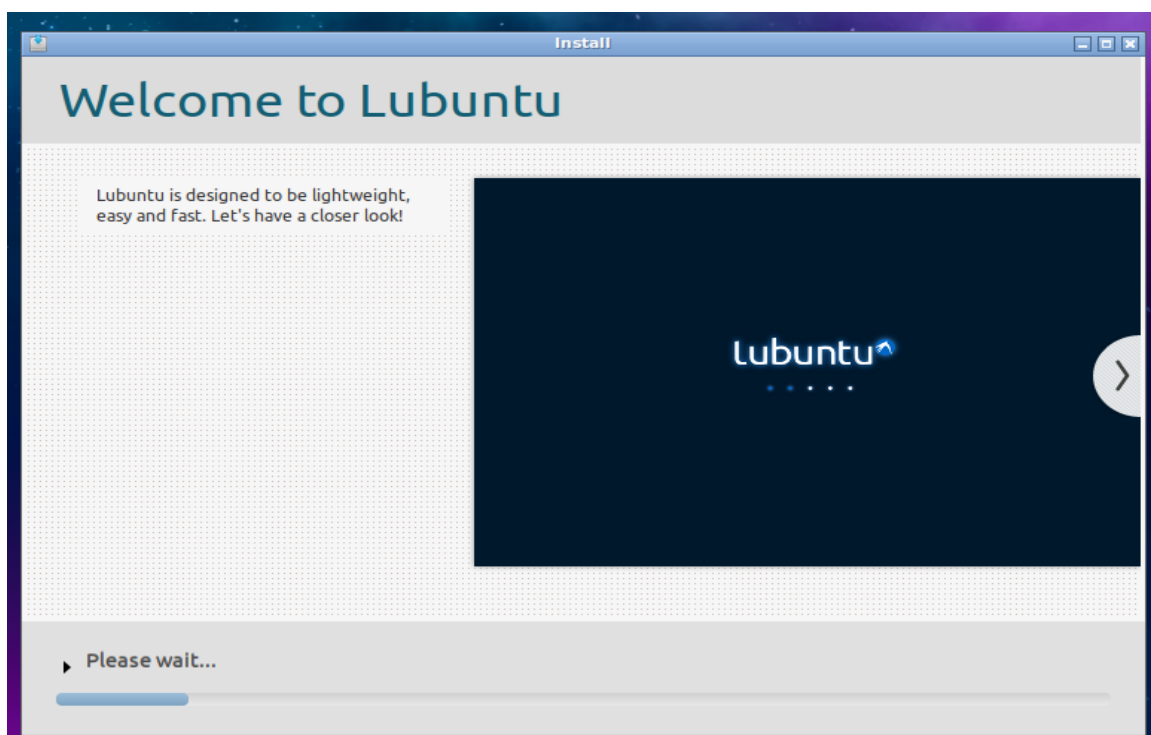 Install
Welcome to Lubuntu
Lubuntu is designed to be lightweight,
easy and fast. Let's have a closer look!
Lubuntu
Please wait...